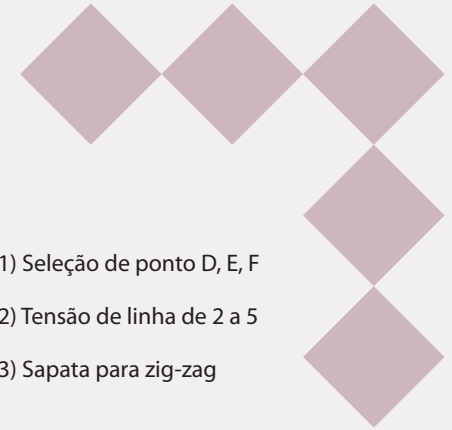 1) Seleção de ponto D, E, F
2) Tensão de linha de 2 a 5
3) Sapata para zig-zag